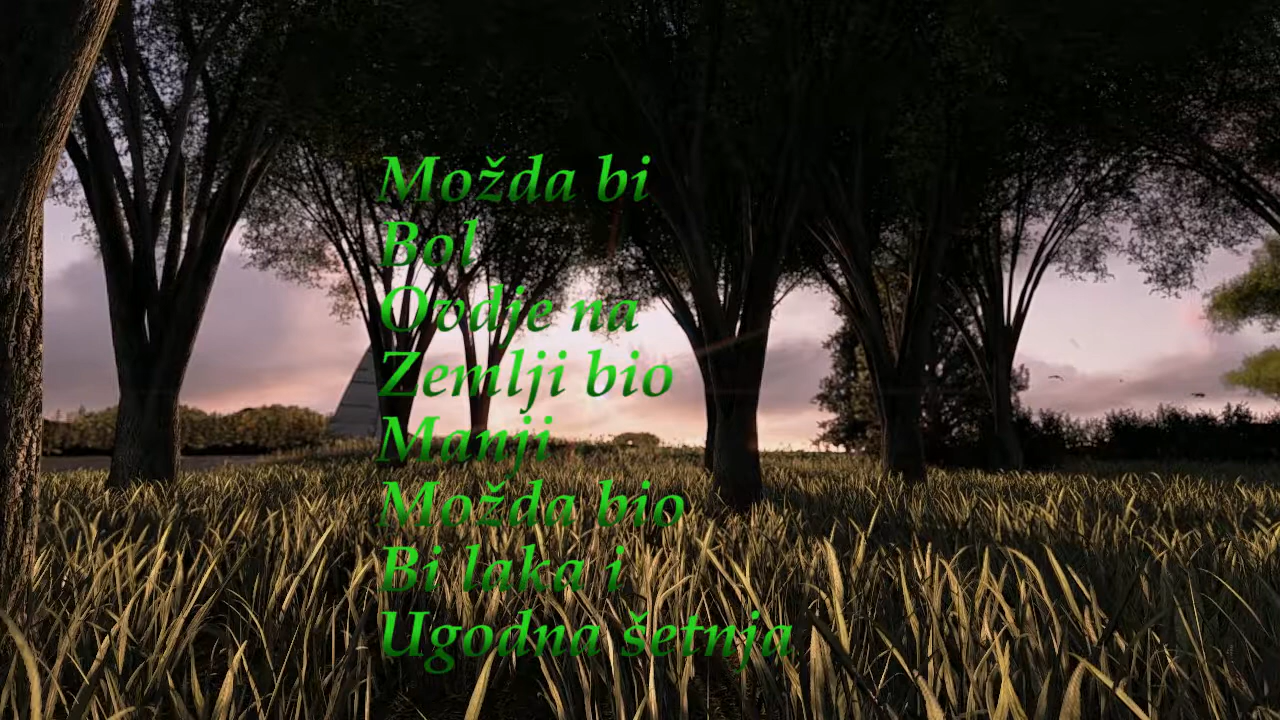 Možda bi
Bol
Ovdje na
Zemlji bio
Manji
Možda bio
Bi laka i
Ugodna šetnja